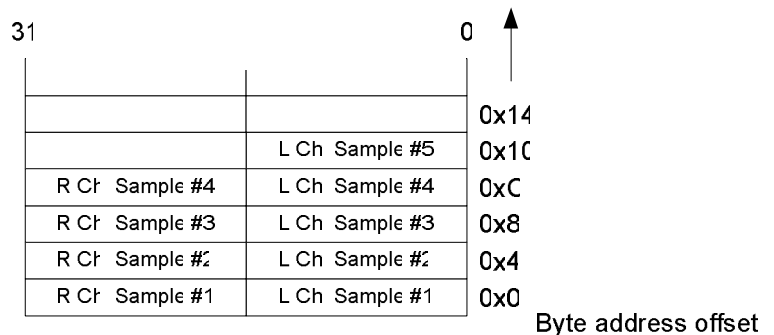 31 0
0x14
L Ch Sample #5 0x10
R Ch Sample #4 L Ch Sample #4 0xC
R Ch Sample #3 L Ch Sample #3 0x8
R Ch Sample #2 L Ch Sample #2 0x4
R Ch Sample #1 L Ch Sample #1 0x0
Byte address offset